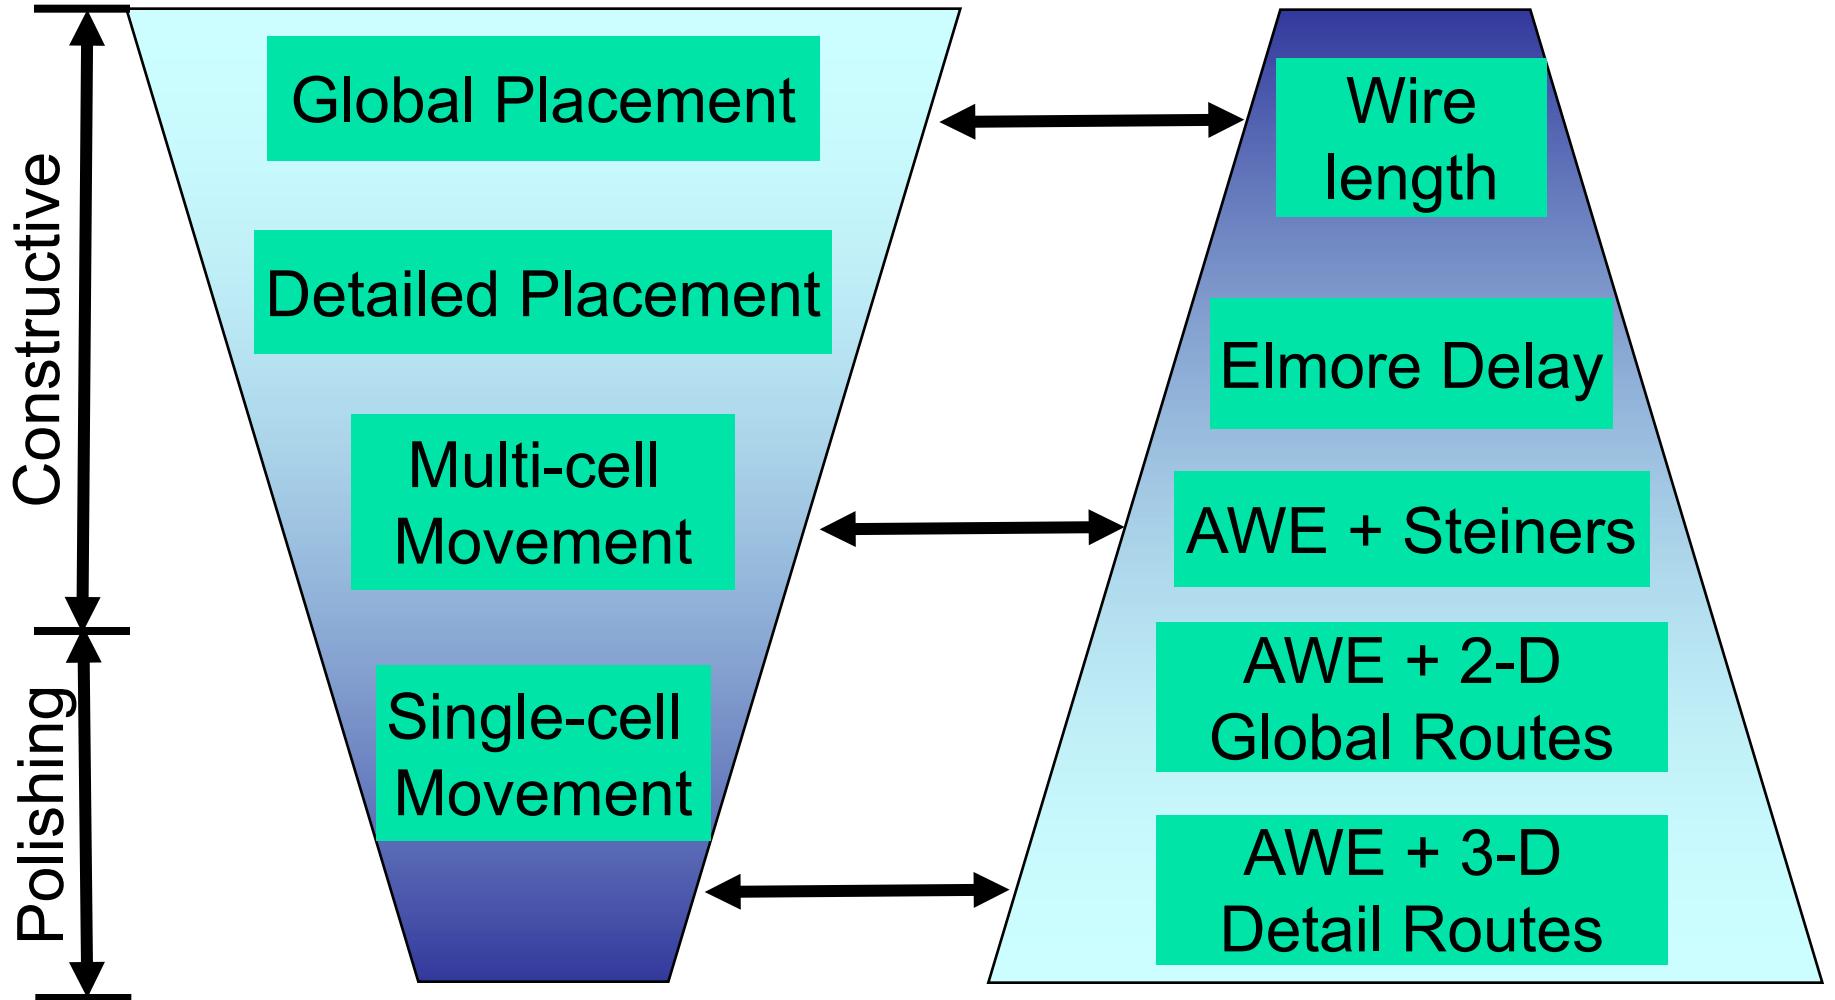 Constructive
Polishing
Global Placement
Detailed Placement
Multi-cell
Movement
Single-cell
Movement
Wire
length
Elmore Delay
AWE + Steiners
AWE + 2-D
Global Routes
AWE + 3-D
Detail Routes